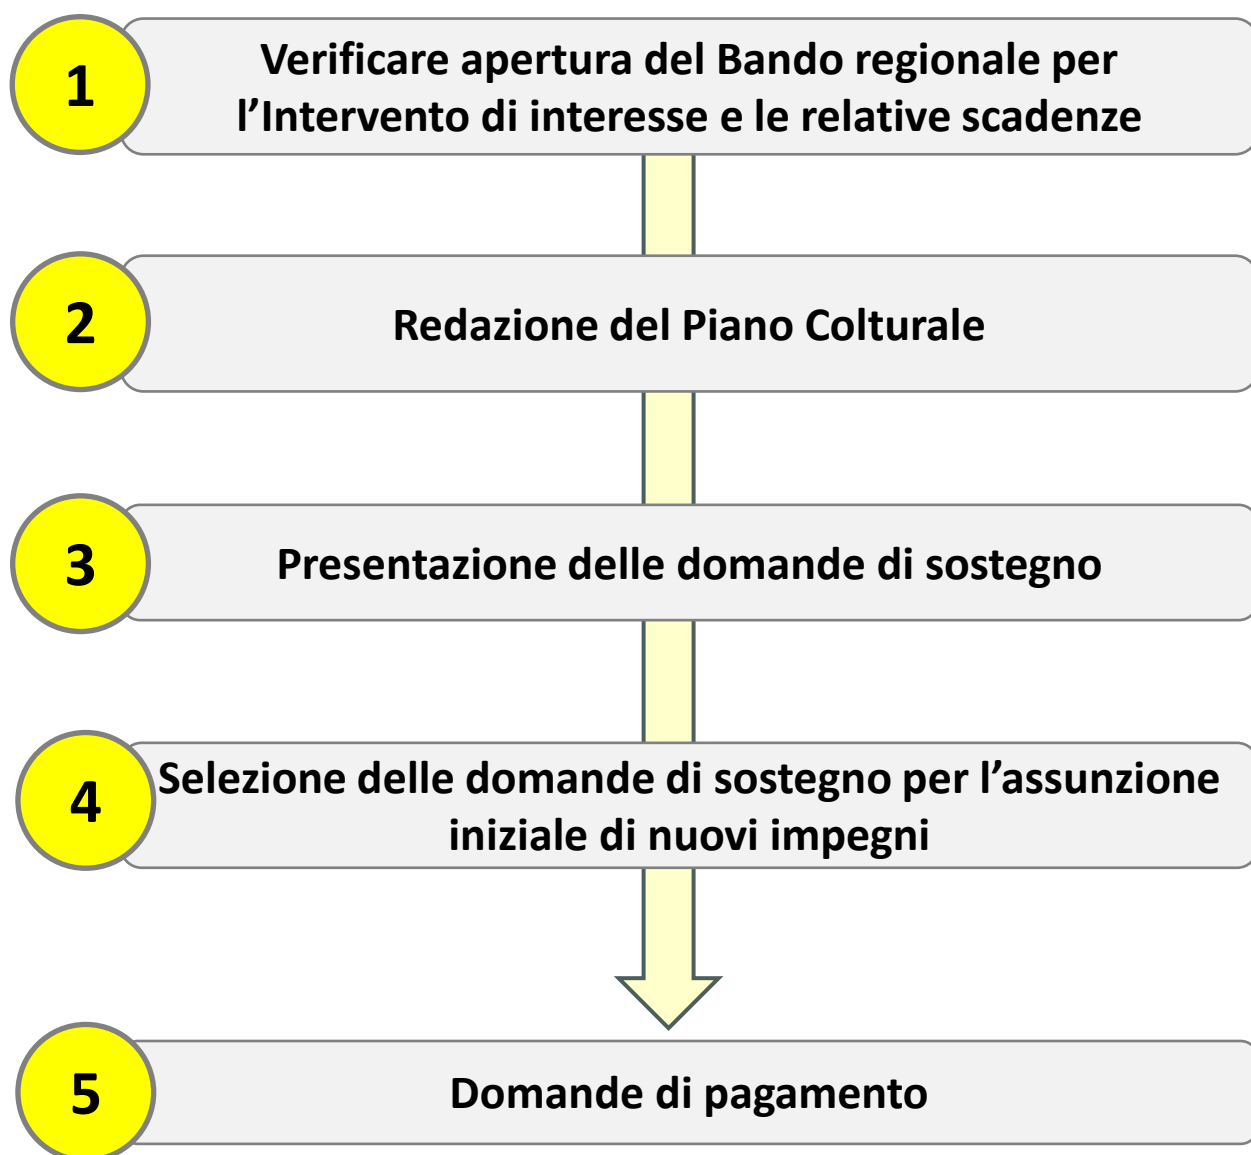 1
Verificare apertura del Bando regionale per
l’Intervento di interesse e le relative scadenze
2
Redazione del Piano Colturale
3
Presentazione delle domande di sostegno
4
Selezione delle domande di sostegno per l’assunzione
iniziale di nuovi impegni
5
Domande di pagamento